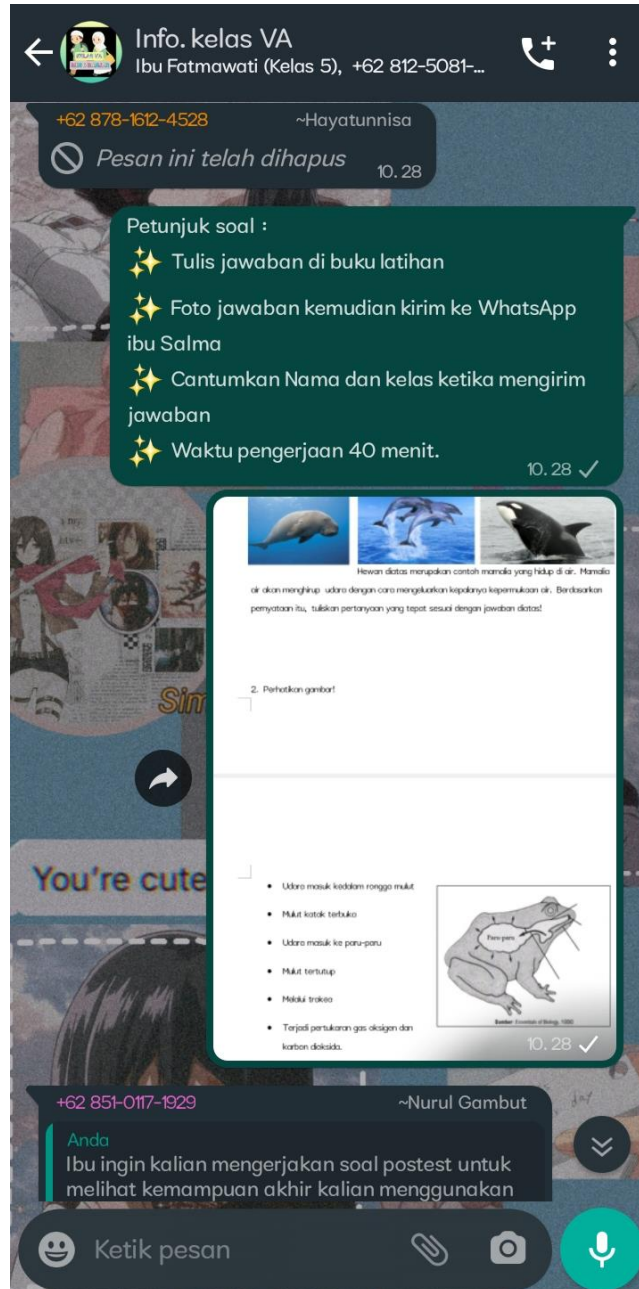 Info. kelas VA
Ibu Fatmawati (Kelas 5), +62 812-5081-...
+62 878-1612-4528 ~Hayatunnisa
Pesan ini telah dihapus 10.28
Petunjuk soal :
✨ Tulis jawaban di buku latihan
✨ Foto jawaban kemudian kirim ke WhatsApp
ibu Salma
✨ Cantumkan Nama dan kelas ketika mengirim
jawaban
✨ Waktu pengerjaan 40 menit.
10.28
Hewan diatas merupakan contoh mamalia yang hidup di air. Mamalia
air akan menghirup udara dengan cara mengeluarkan kepalanya kepermukaan air. Berdasarkan
pernyataan itu, tuliskan pertanyaan yang tepat sesuai dengan jawaban diatas!
2. Perhatikan gambar!
Sim
You're cute
• Udara masuk kedalam rongga mulut
• Mulut katak terbuka
• Udara masuk ke paru-paru
• Mulut tertutup
• Melalui trakea
• Terjadi pertukaran gas oksigen dan
karbon dioksida.
Paru-paru
10.28
+62 851-0117-1929 ~Nurul Gambut
Anda
Ibu ingin kalian mengerjakan soal postest untuk
melihat kemampuan akhir kalian menggunakan
Ketik pesan